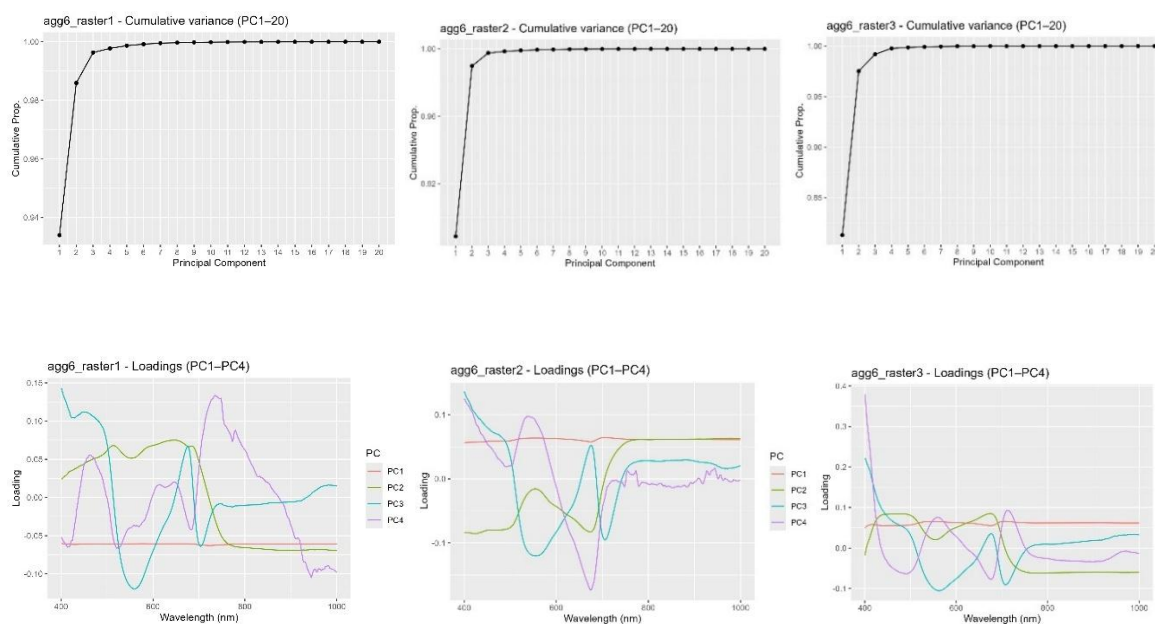 agg6_raster1 - Cumulative variance (PC1–20)
1.00
0.98
0.96
0.94
Cumulative Prop.
1 2 3 4 5 6 7 8 9 10 11 12 13 14 15 16 17 18 19 20
Principal Component
agg6_raster2 - Cumulative variance (PC1–20)
1.00
0.96
0.92
Cumulative Prop.
1 2 3 4 5 6 7 8 9 10 11 12 13 14 15 16 17 18 19 20
Principal Component
agg6_raster3 - Cumulative variance (PC1–20)
1.00
0.95
0.90
0.85
Cumulative Prop.
1 2 3 4 5 6 7 8 9 10 11 12 13 14 15 16 17 18 19 20
Principal Component
agg6_raster1 - Loadings (PC1–PC4)
0.15
0.10
0.05
0.00
-0.05
-0.10
Loading
400 600 800 1000
Wavelength (nm)
PC
PC1
PC2
PC3
PC4
agg6_raster2 - Loadings (PC1–PC4)
0.1
0.0
-0.1
Loading
400 600 800 1000
Wavelength (nm)
PC
PC1
PC2
PC3
PC4
agg6_raster3 - Loadings (PC1–PC4)
0.4
0.3
0.2
0.1
0.0
-0.1
Loading
400 600 800 1000
Wavelength (nm)
PC
PC1
PC2
PC3
PC4